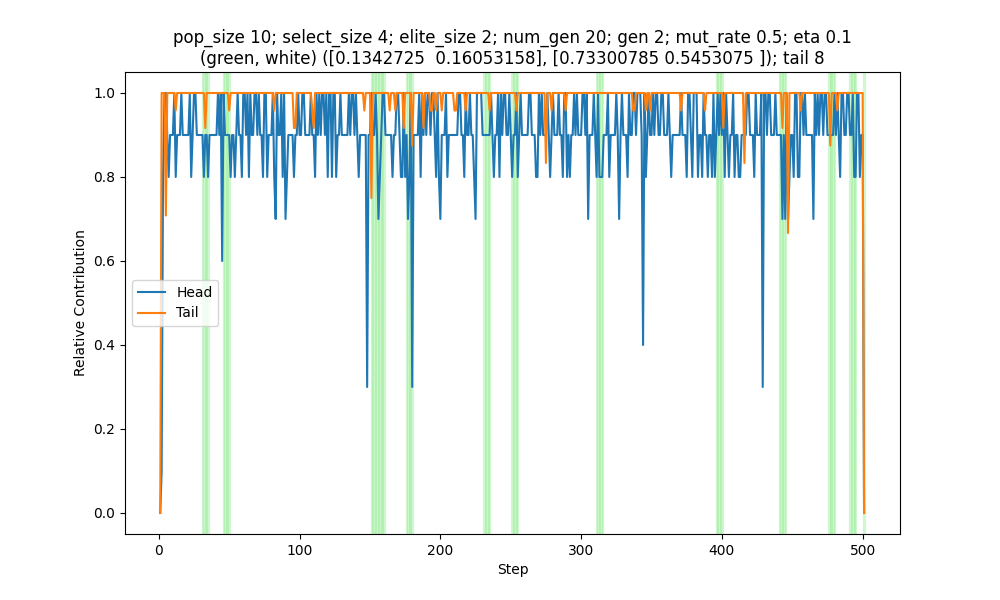 pop_size 10; select_size 4; elite_size 2; num_gen 20; gen 2; mut_rate 0.5; eta 0.1
(green, white) ([0.1342725  0.16053158], [0.73300785 0.5453075 ]); tail 8
Relative Contribution
1.0
0.8
0.6
0.4
0.2
0.0
Head
Tail
0
100
200
300
400
500
Step